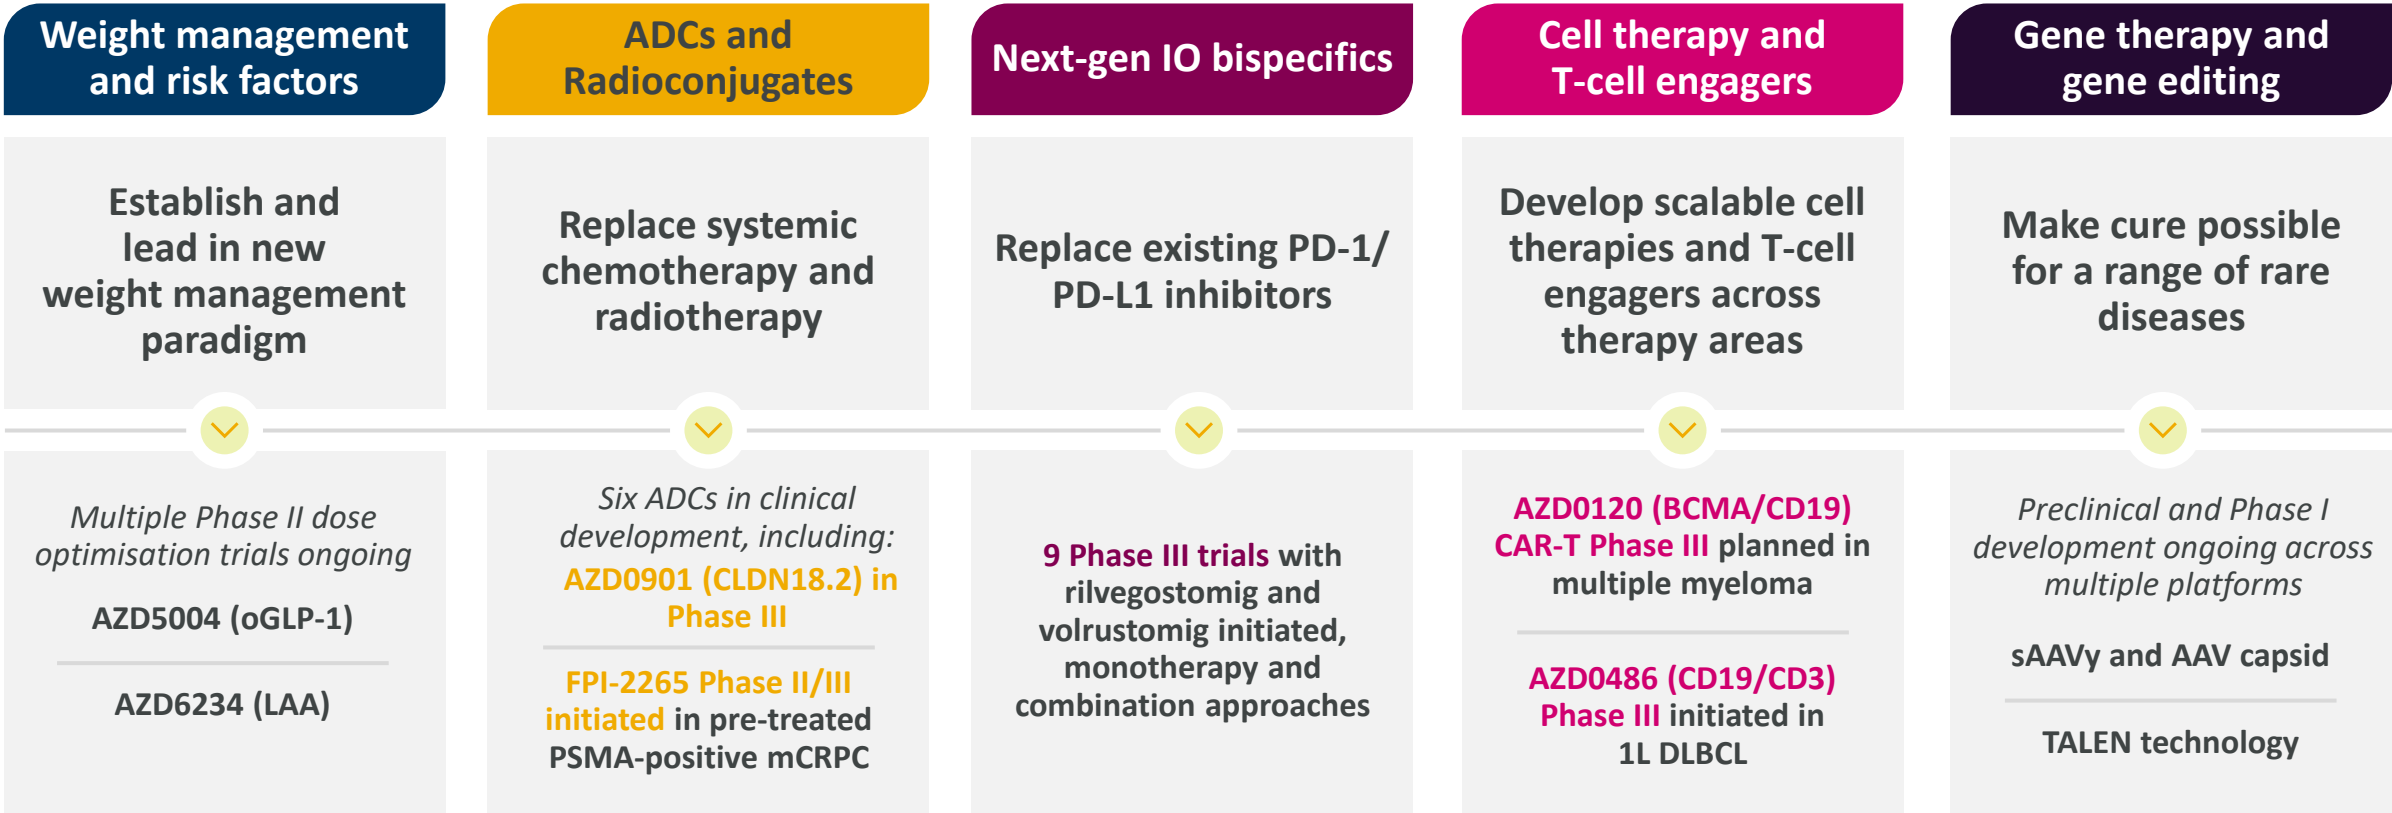 Weight management
and risk factors
Establish and
lead in new
weight management
paradigm
Multiple Phase II dose
optimisation trials ongoing
AZD5004 (oGLP-1)
AZD6234 (LAA)
ADCs and
Radioconjugates
Replace systemic
chemotherapy and
radiotherapy
Six ADCs in clinical
development, including:
AZD0901 (CLDN18.2) in
Phase III
FPI-2265 Phase II/III
initiated in pre-treated
PSMA-positive mCRPC
Next-gen IO bispecifics
Replace existing PD-1/
PD-L1 inhibitors
9 Phase III trials with
rilvegostomig and
volrustomig initiated,
monotherapy and
combination approaches
Cell therapy and
T-cell engagers
Develop scalable cell
therapies and T-cell
engagers across
therapy areas
AZD0120 (BCMA/CD19)
CAR-T Phase III planned in
multiple myeloma
AZD0486 (CD19/CD3)
Phase III initiated in
1L DLBCL
Gene therapy and
gene editing
Make cure possible
for a range of rare
diseases
Preclinical and Phase I
development ongoing across
multiple platforms
sAAVy and AAV capsid
TALEN technology